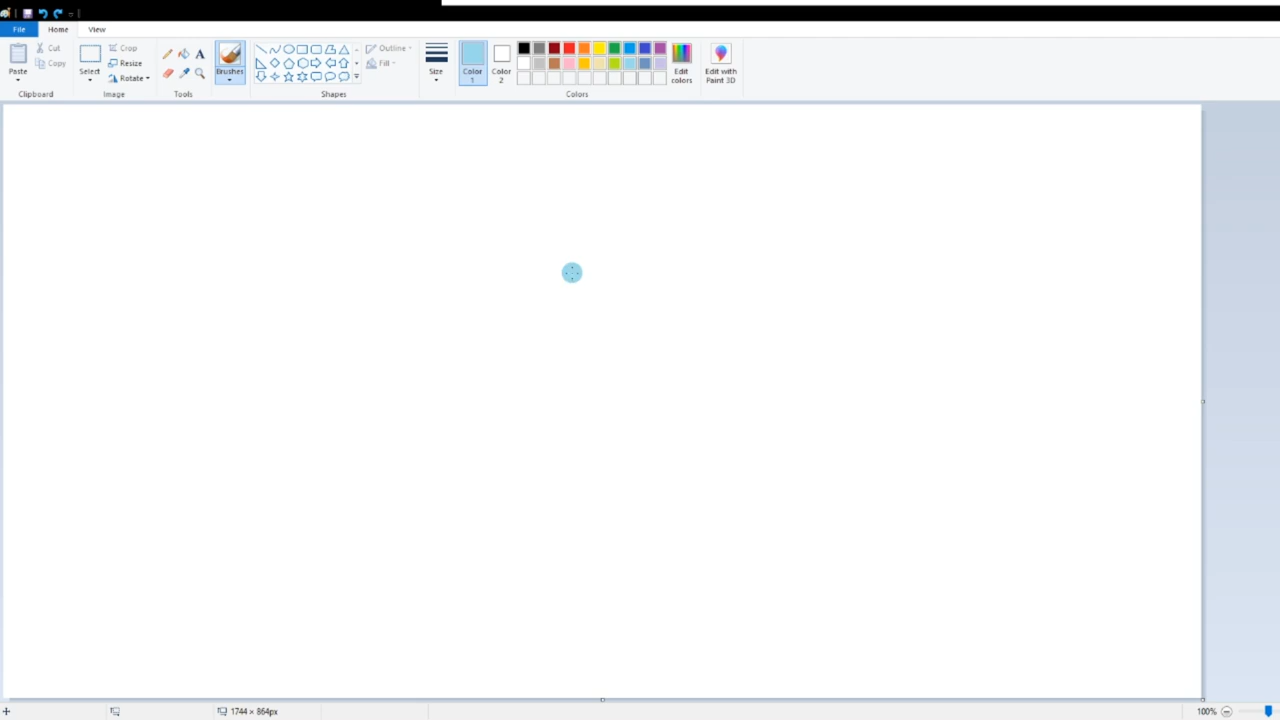 File Home View
Paste Cut Copy Clipboard
Select Crop Resize Rotate Image
Tools
Brushes
Outline Fill Shapes
Size
Color 1 Color 2 Edit colors Colors
Edit with Paint 3D
1744 × 864px 100%